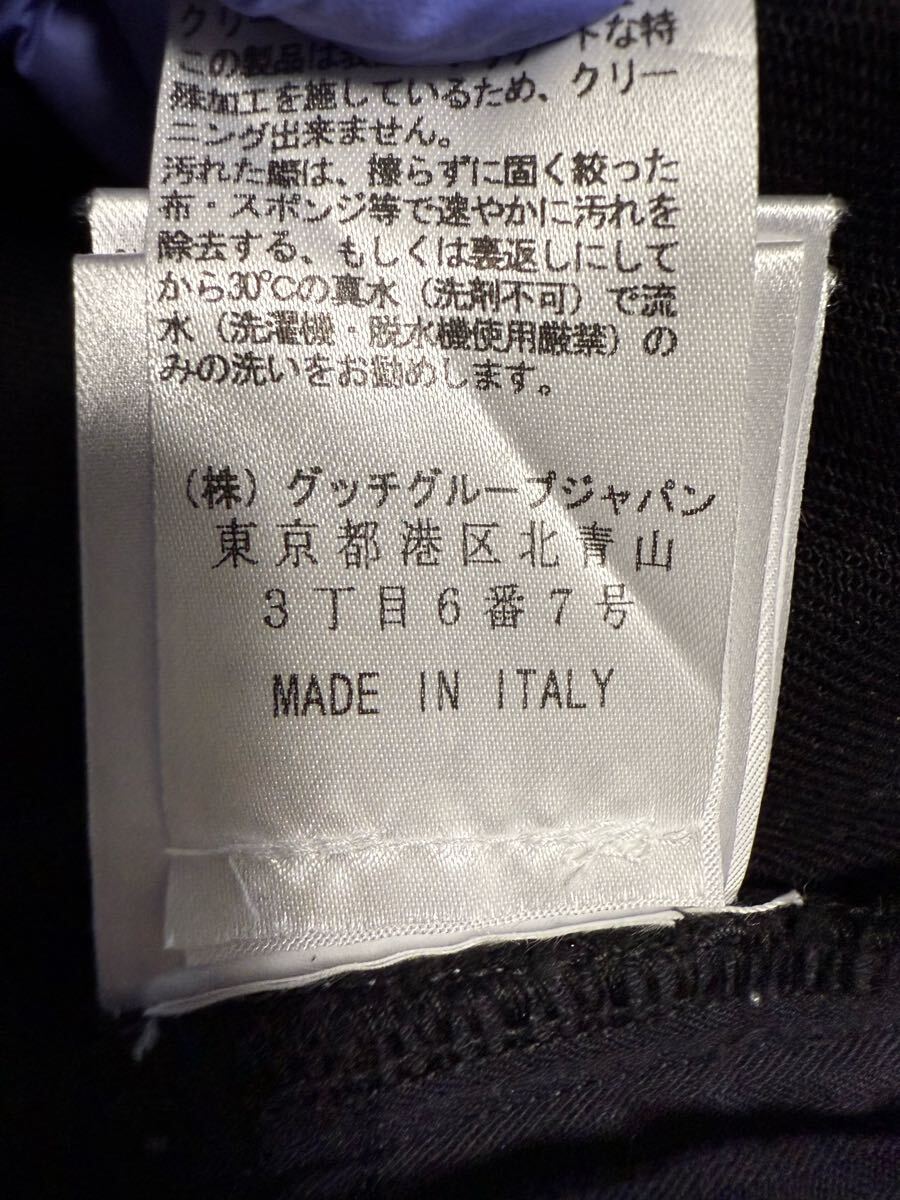 クリー
この製品は表 な特
殊加工を施しているため、クリー
ニング出来ません。
汚れた際は、擦らずに固く絞った
布・スポンジ等で速やかに汚れを
除去する、もしくは裏返しにして
から30℃の真水（洗剤不可）で流
水（洗濯機・脱水機使用厳禁）の
みの洗いをお勧めします。
（株）グッチグループジャパン
東京都港区北青山
3丁目6番7号
MADE IN ITALY